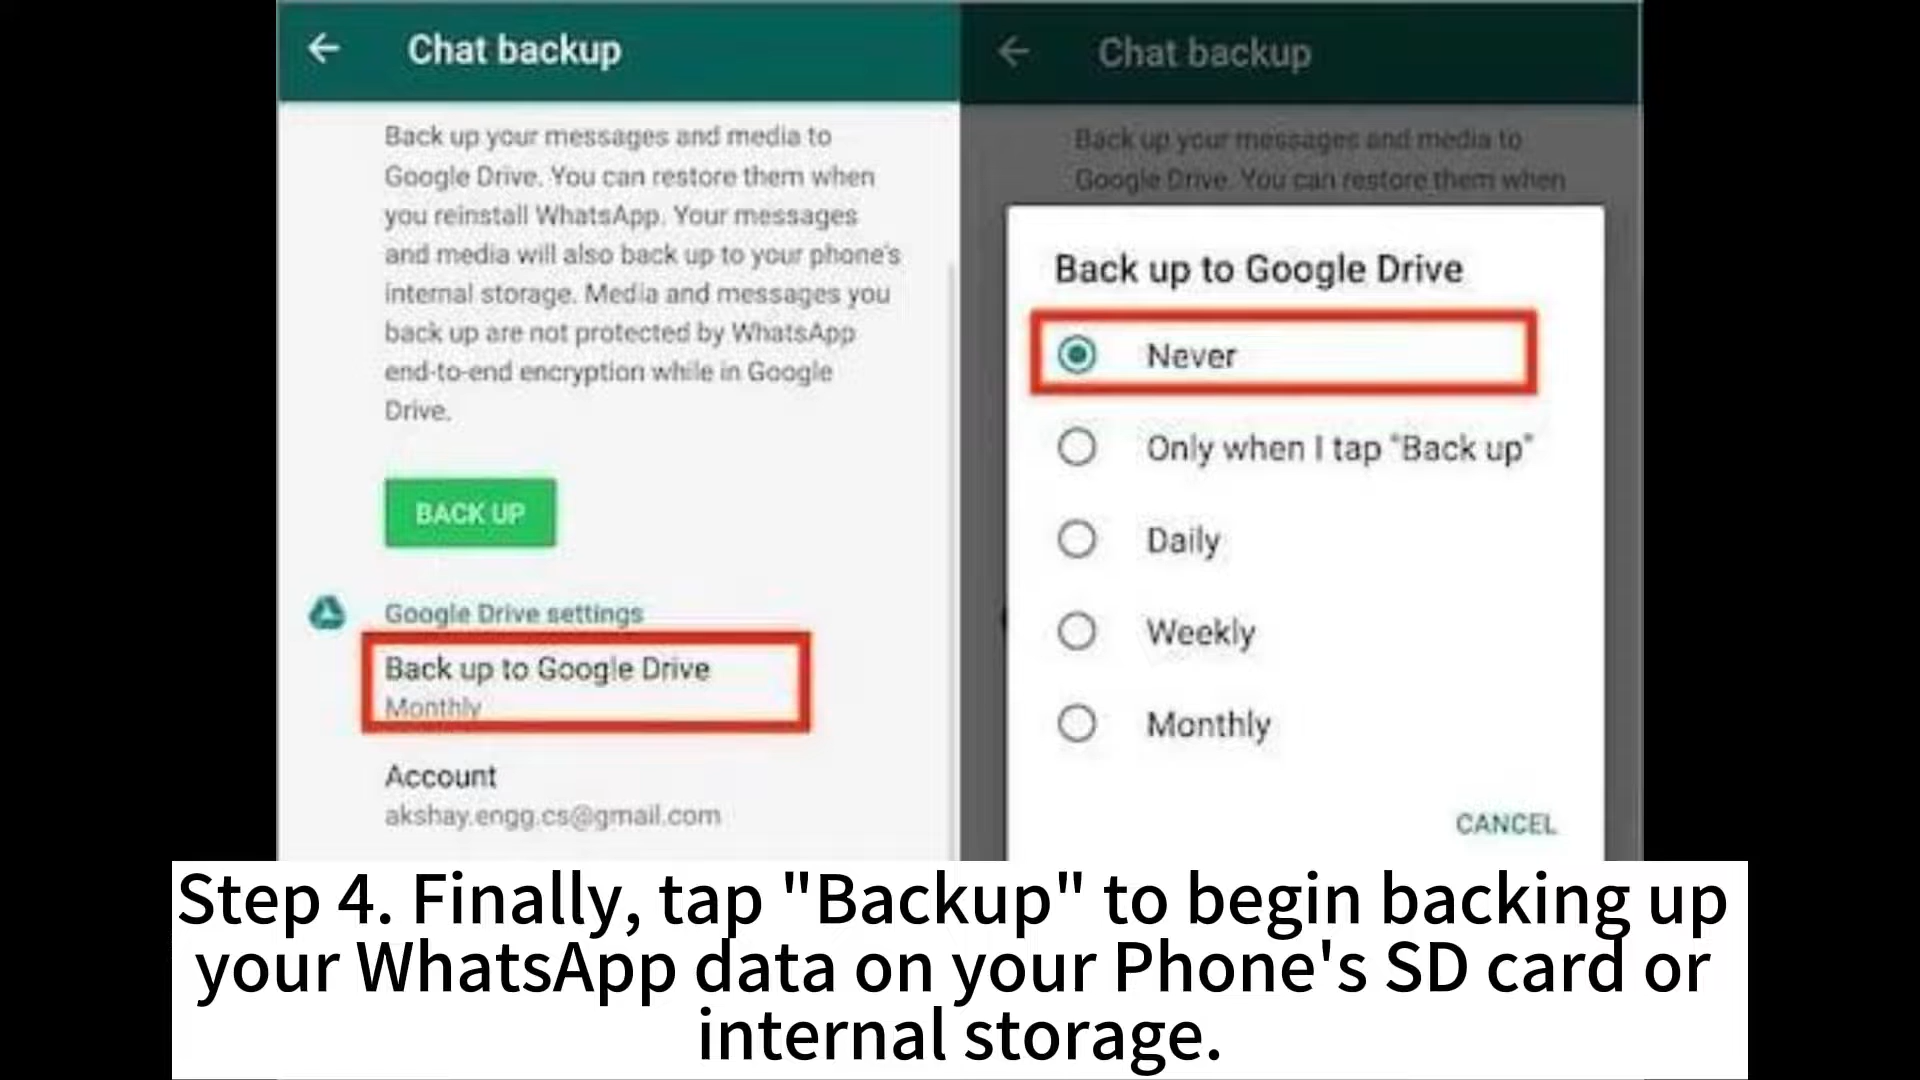 Chat backup
Back up your messages and media to
Google Drive. You can restore them when
you reinstall WhatsApp. Your messages
and media will also back up to your phone's
internal storage. Media and messages you
back up are not protected by WhatsApp
end-to-end encryption while in Google
Drive.
BACK UP
Google Drive settings
Back up to Google Drive
Monthly
Account
akshay.engg.cs@gmail.com
Chat backup
Back up your messages and media to
Google Drive. You can restore them when
Back up to Google Drive
Never
Only when I tap "Back up"
Daily
Weekly
Monthly
CANCEL
Step 4. Finally, tap "Backup" to begin backing up
your WhatsApp data on your Phone's SD card or
internal storage.